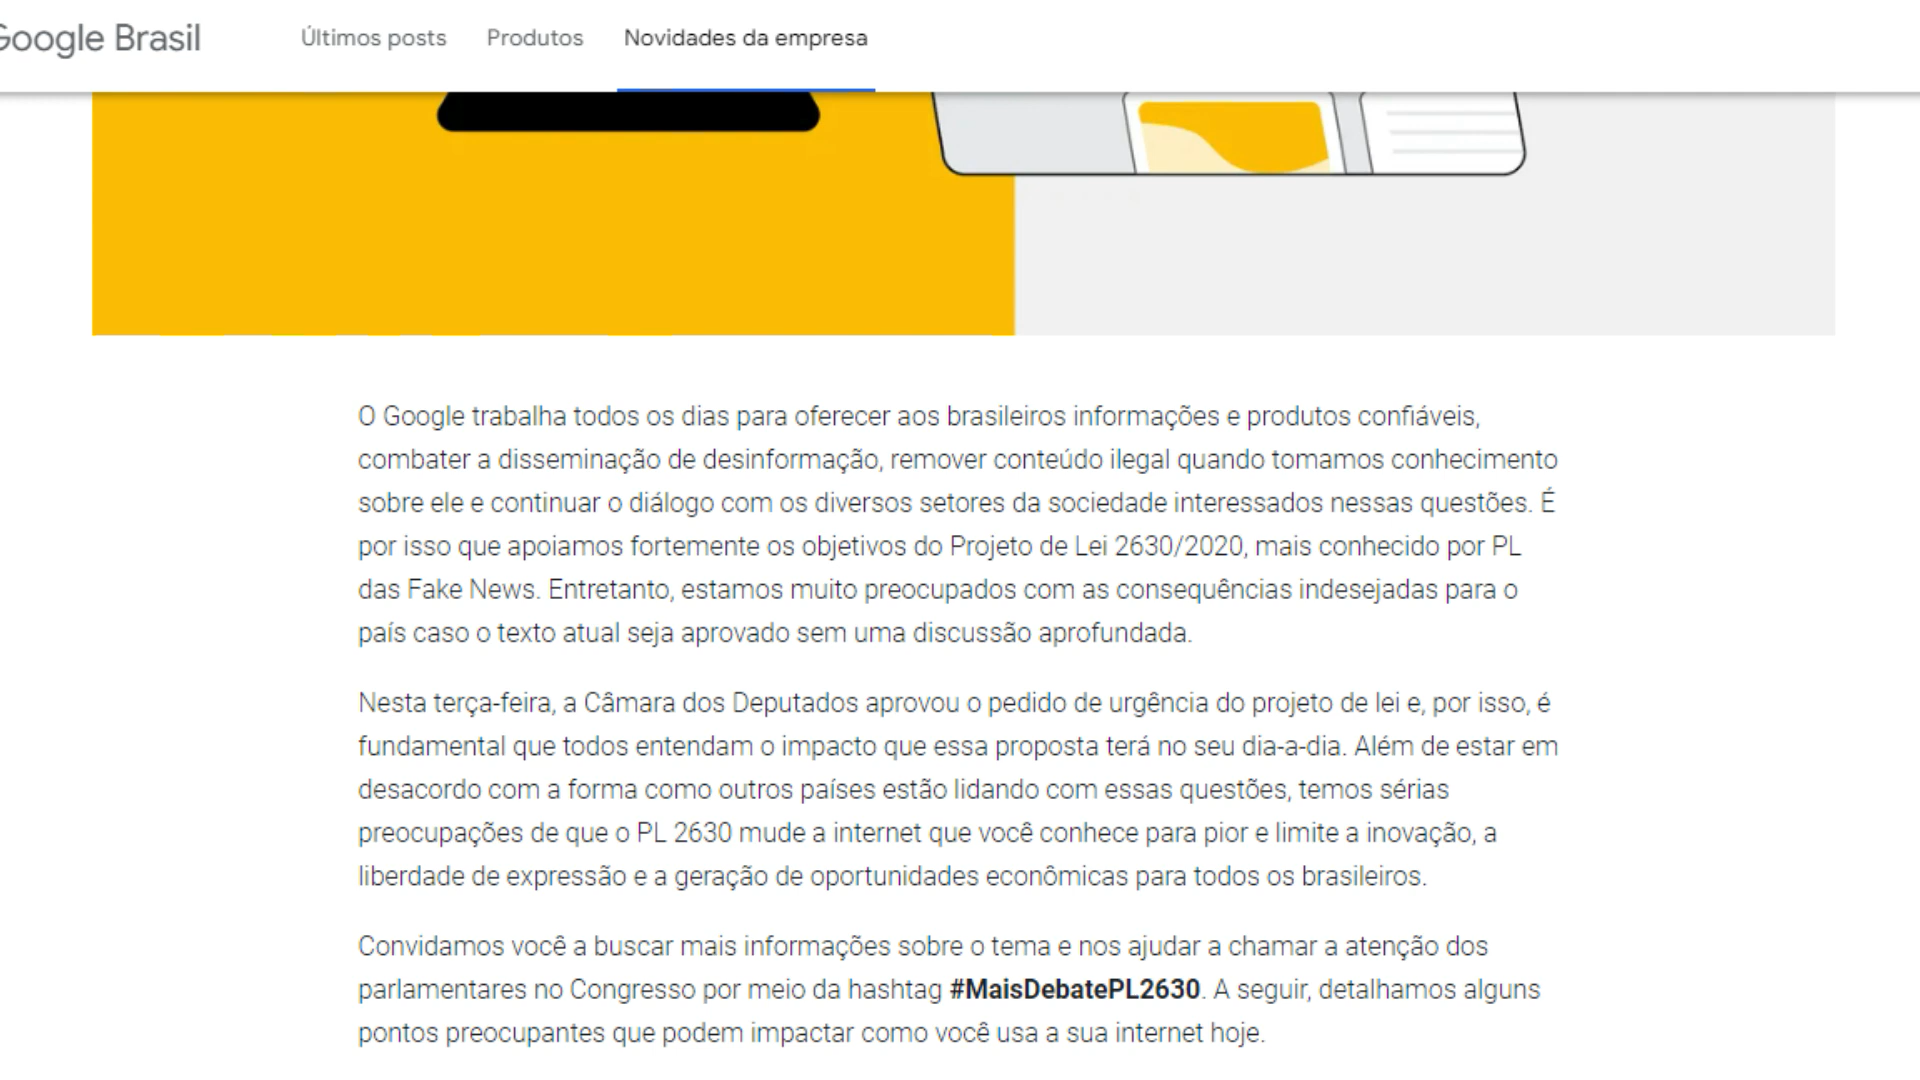 Google Brasil
Últimos posts
Produtos
Novidades da empresa
O Google trabalha todos os dias para oferecer aos brasileiros informações e produtos confiáveis,
combater a disseminação de desinformação, remover conteúdo ilegal quando tomamos conhecimento
sobre ele e continuar o diálogo com os diversos setores da sociedade interessados nessas questões. É
por isso que apoiamos fortemente os objetivos do Projeto de Lei 2630/2020, mais conhecido por PL
das Fake News. Entretanto, estamos muito preocupados com as consequências indesejadas para o
país caso o texto atual seja aprovado sem uma discussão aprofundada.
Nesta terça-feira, a Câmara dos Deputados aprovou o pedido de urgência do projeto de lei e, por isso, é
fundamental que todos entendam o impacto que essa proposta terá no seu dia-a-dia. Além de estar em
desacordo com a forma como outros países estão lidando com essas questões, temos sérias
preocupações de que o PL 2630 mude a internet que você conhece para pior e limite a inovação, a
liberdade de expressão e a geração de oportunidades econômicas para todos os brasileiros.
Convidamos você a buscar mais informações sobre o tema e nos ajudar a chamar a atenção dos
parlamentares no Congresso por meio da hashtag #MaisDebatePL2630. A seguir, detalhamos alguns
pontos preocupantes que podem impactar como você usa a sua internet hoje.